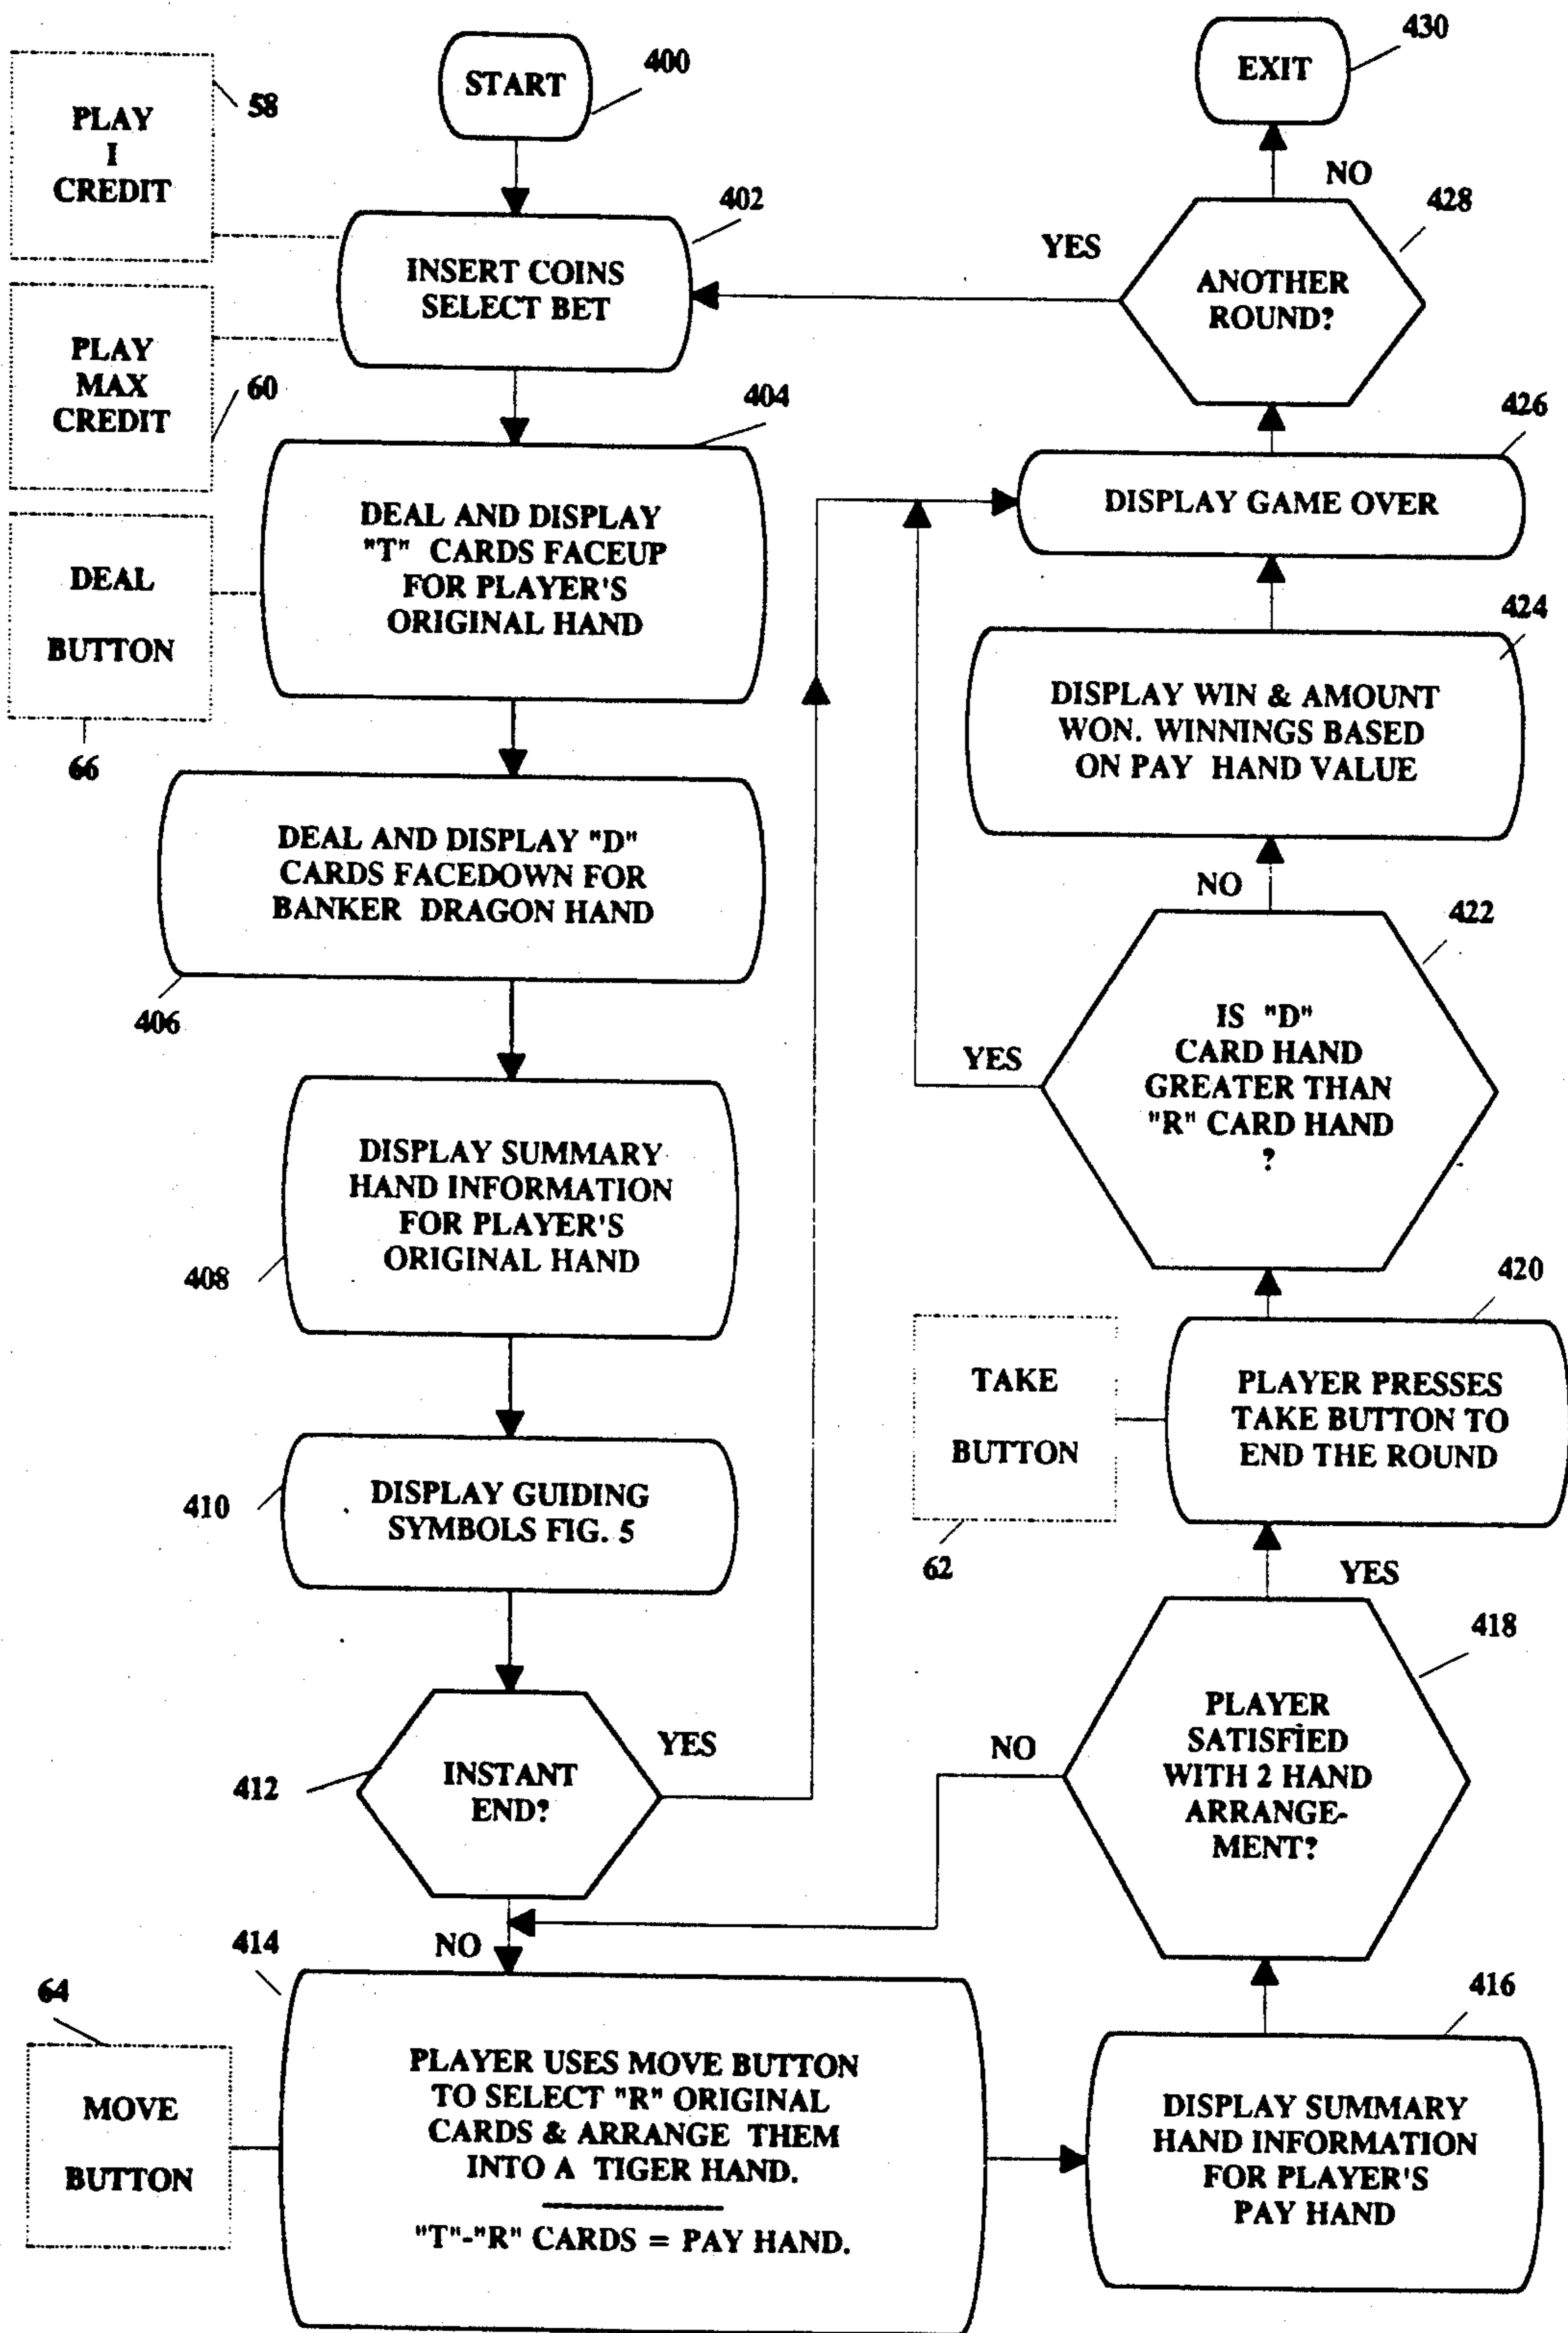 START
400
PLAY
I
CREDIT
58
402
INSERT COINS
SELECT BET
PLAY
MAX
CREDIT
60
404
DEAL AND DISPLAY
"T" CARDS FACEUP
FOR PLAYER'S
ORIGINAL HAND
DEAL
BUTTON
66
DEAL AND DISPLAY "D"
CARDS FACEDOWN FOR
BANKER DRAGON HAND
406
DISPLAY SUMMARY
HAND INFORMATION
FOR PLAYER'S
ORIGINAL HAND
408
DISPLAY GUIDING
SYMBOLS FIG. 5
410
INSTANT
END?
412
YES
NO
414
64
MOVE
BUTTON
PLAYER USES MOVE BUTTON
TO SELECT "R" ORIGINAL
CARDS & ARRANGE THEM
INTO A TIGER HAND.
"T"-"R" CARDS = PAY HAND.
416
DISPLAY SUMMARY
HAND INFORMATION
FOR PLAYER'S
PAY HAND
418
PLAYER
SATISFIED
WITH 2 HAND
ARRANGE-
MENT?
NO
YES
420
PLAYER PRESSES
TAKE BUTTON TO
END THE ROUND
TAKE
BUTTON
62
422
IS "D"
CARD HAND
GREATER THAN
"R" CARD HAND
?
YES
NO
424
DISPLAY WIN & AMOUNT
WON. WINNINGS BASED
ON PAY HAND VALUE
426
DISPLAY GAME OVER
428
ANOTHER
ROUND?
YES
NO
EXIT
430